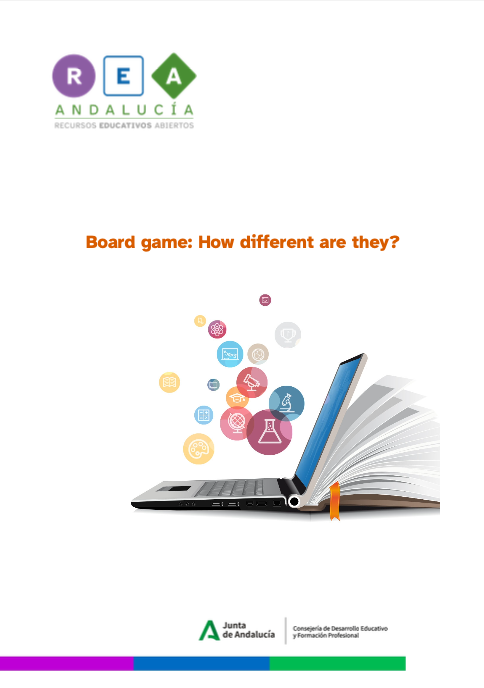 R E A
ANDALUCÍA
RECURSOS EDUCATIVOS ABIERTOS
Board game: How different are they?
Junta
de Andalucía
Consejería de Desarrollo Educativo
y Formación Profesional